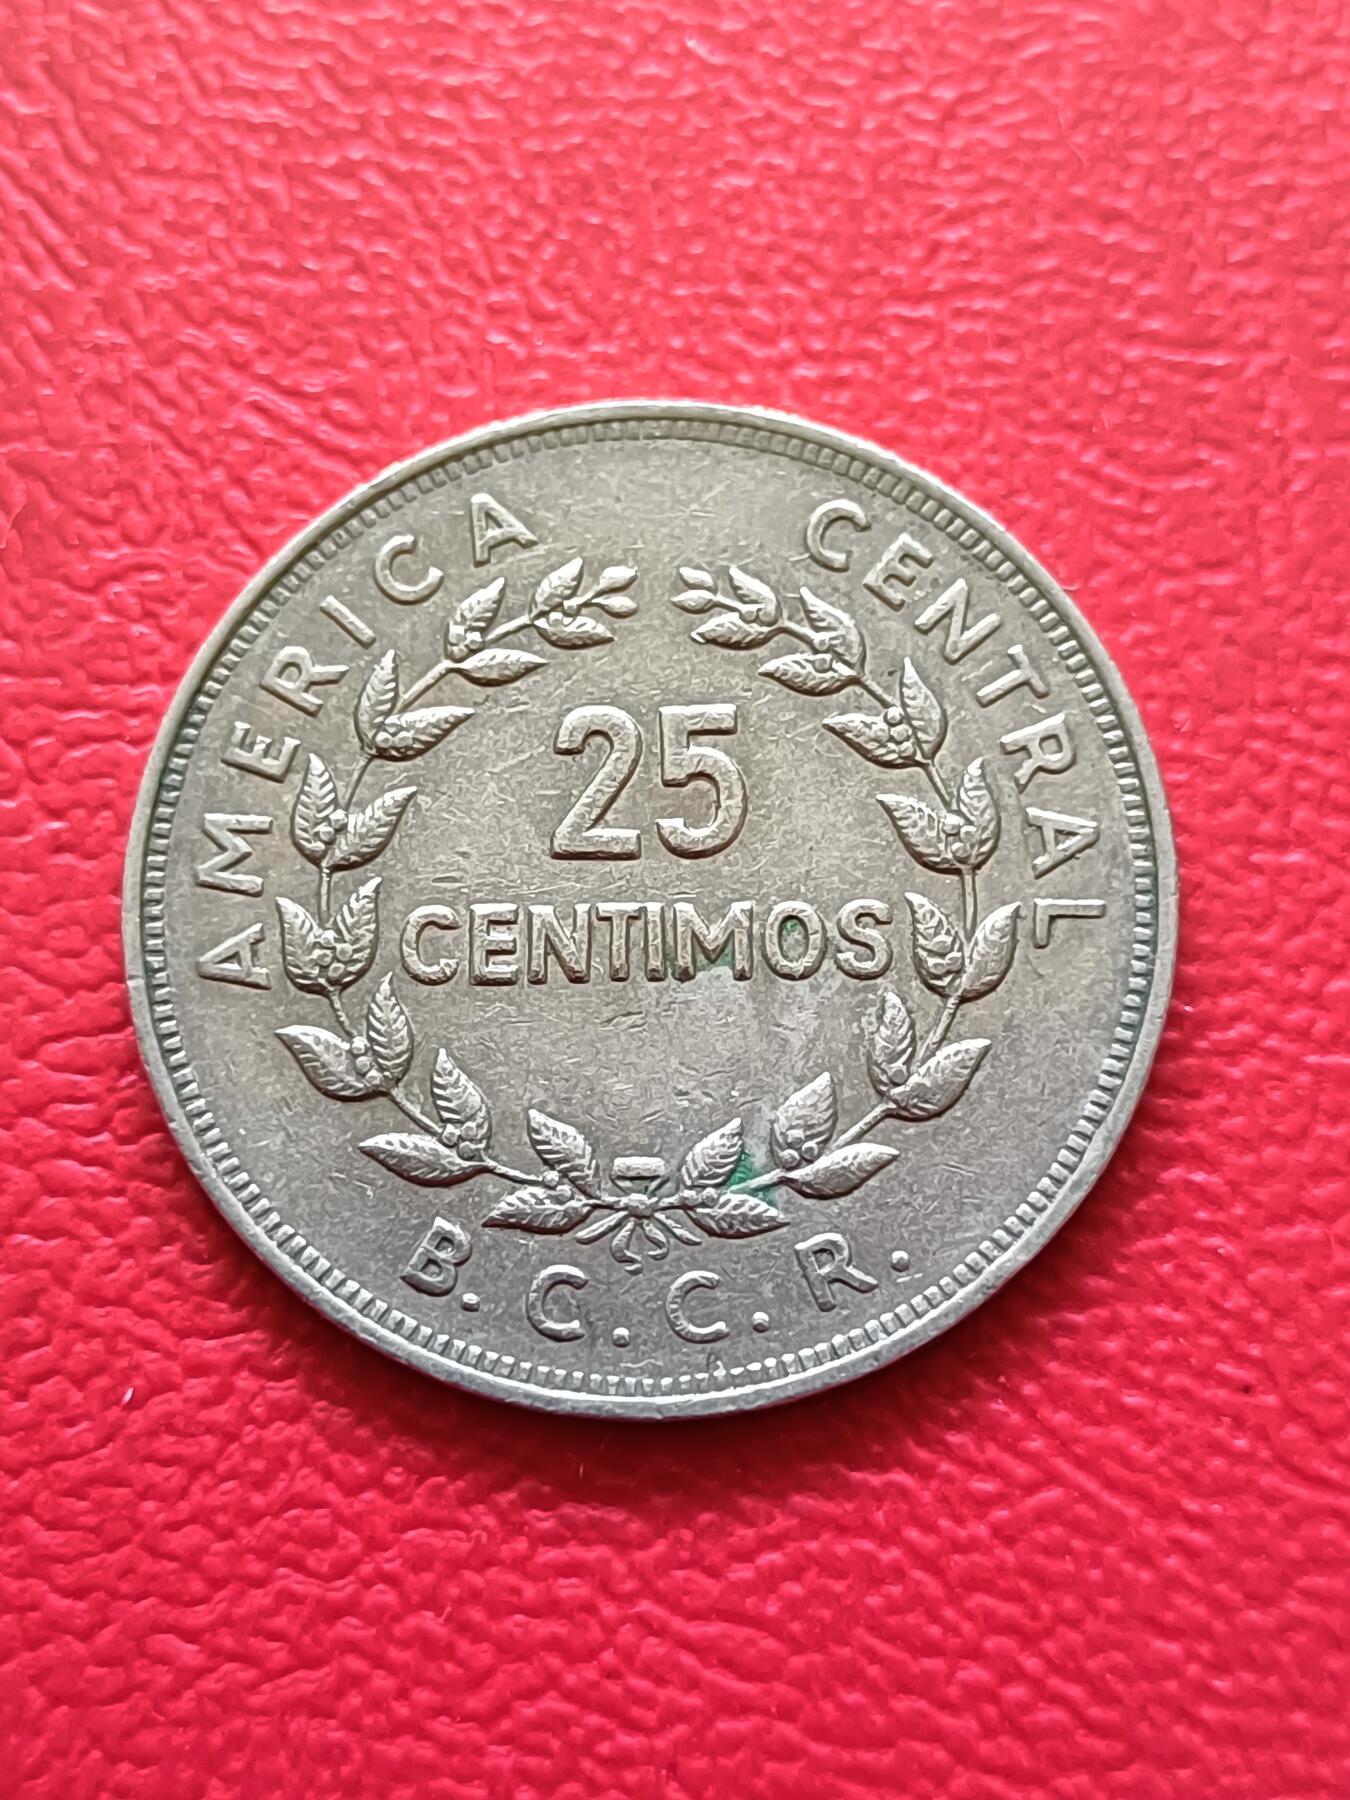 AMERICA CENTRAL
25
CENTIMOS
B.C.C.R.